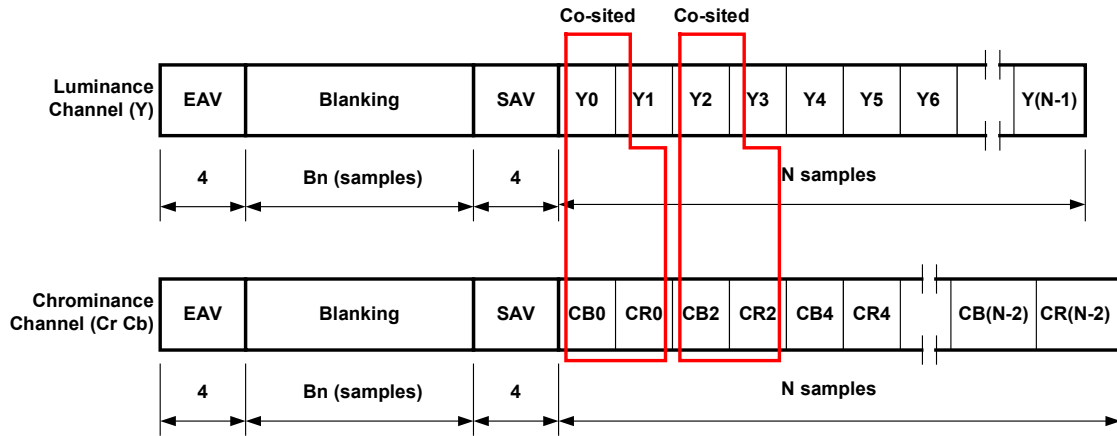 Co-sited Co-sited
Luminance
Channel (Y)
EAV Blanking SAV Y0 Y1 Y2 Y3 Y4 Y5 Y6 Y(N-1)
4 Bn (samples) 4 N samples
Chrominance
Channel (Cr Cb)
EAV Blanking SAV CB0 CR0 CB2 CR2 CB4 CR4 CB(N-2) CR(N-2)
4 Bn (samples) 4 N samples